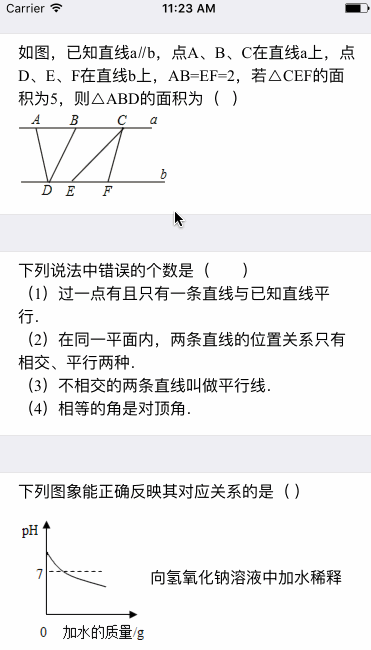 Carrier 11:23 AM
如图，已知直线a//b，点A、B、C在直线a上，点
D、E、F在直线b上，AB=EF=2，若△CEF的面
积为5，则△ABD的面积为（ ）
A B C a
b
D E F
下列说法中错误的个数是（ ）
（1）过一点有且只有一条直线与已知直线平
行.
（2）在同一平面内，两条直线的位置关系只有
相交、平行两种.
（3）不相交的两条直线叫做平行线.
（4）相等的角是对顶角.
下列图象能正确反映其对应关系的是 ( )
pH
7
向氢氧化钠溶液中加水稀释
0 加水的质量/g